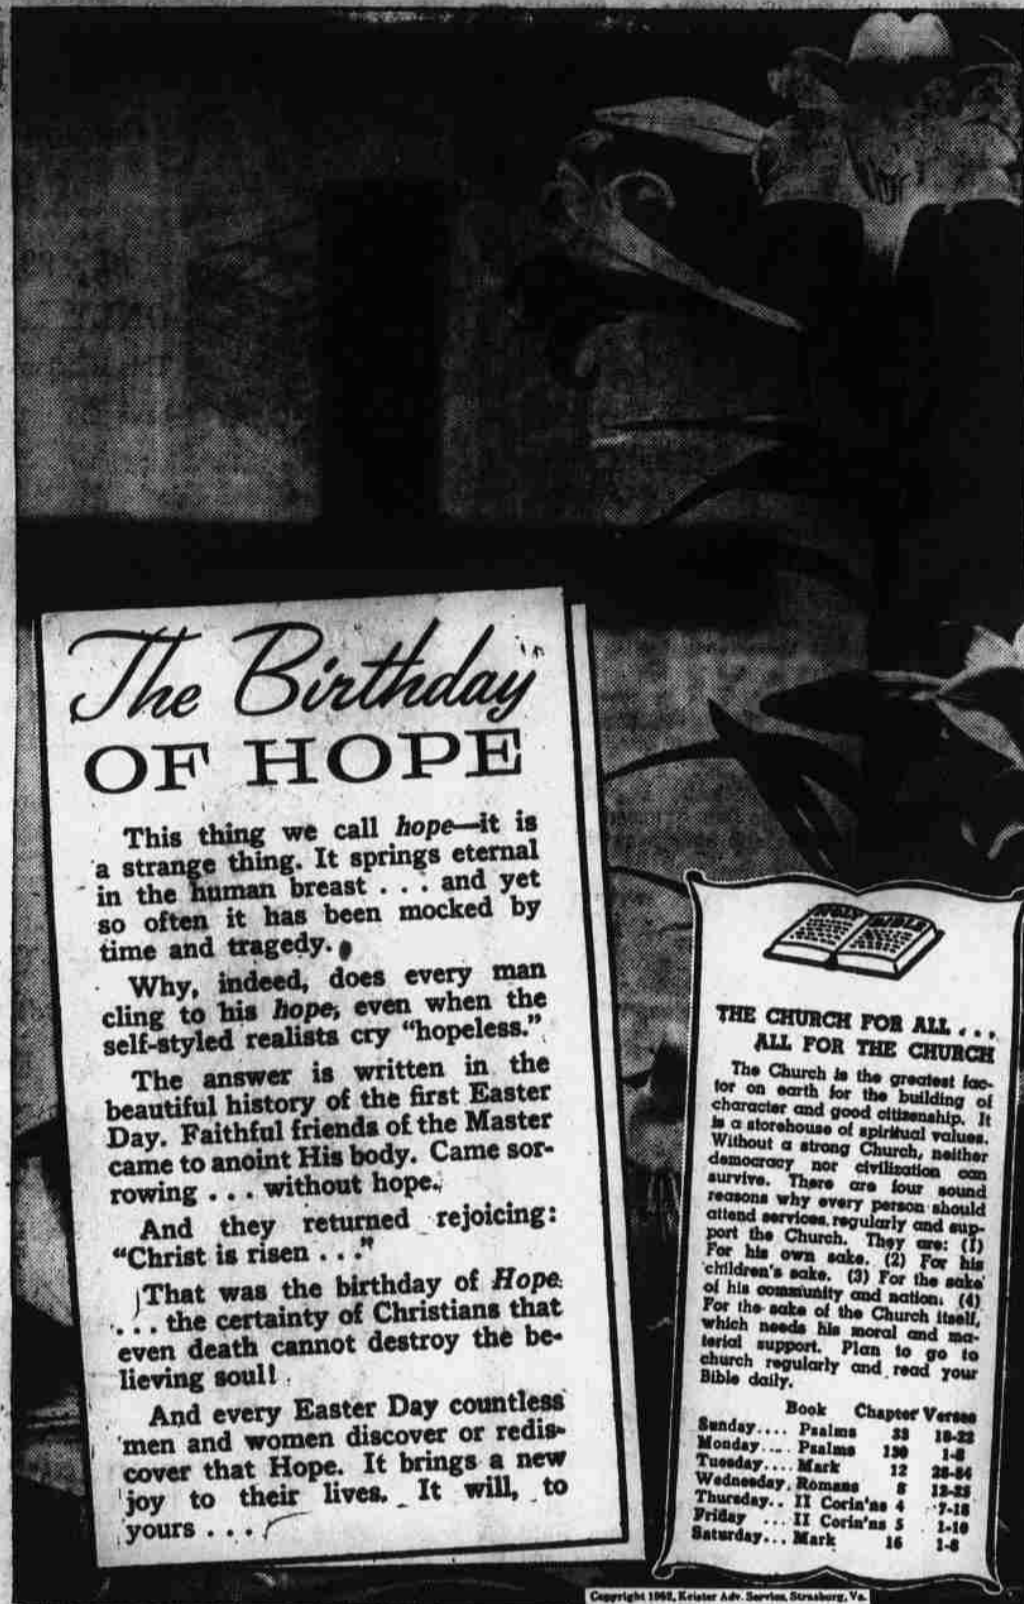 The Birthday
OF HOPE
This thing we call hope—it is
a strange thing. It springs eternal
in the human breast . . . and yet
so often it has been mocked by
time and tragedy.
Why, indeed, does every man
cling to his hope, even when the
self-styled realists cry “hopeless.”
The answer is written in the
beautiful history of the first Easter
Day. Faithful friends of the Master
came to anoint His body. Came sor-
rowing . . . without hope.
And they returned rejoicing:
“Christ is risen . . .”
That was the birthday of Hope
. . . the certainty of Christians that
even death cannot destroy the be-
lieving soul!
And every Easter Day countless
men and women discover or redis-
cover that Hope. It brings a new
joy to their lives. It will, to
yours . . .
HOLY BIBLE
THE CHURCH FOR ALL . . .
ALL FOR THE CHURCH
The Church is the greatest fac-
tor on earth for the building of
character and good citizenship. It
is a storehouse of spiritual values.
Without a strong Church, neither
democracy nor civilization can
survive. There are four sound
reasons why every person should
attend services regularly and sup-
port the Church. They are: (1)
For his own sake. (2) For his
children's sake. (3) For the sake
of his community and nation. (4)
For the sake of the Church itself,
which needs his moral and ma-
terial support. Plan to go to
church regularly and read your
Bible daily.
Book Chapter Verses
Sunday.... Psalms 33 18-22
Monday.... Psalms 130 1-8
Tuesday.... Mark 12
Wednesday. Romans 8
Thursday.. II Corin'ns 4 7-18
Friday ... II Corin'ns 5 1-10
Saturday... Mark 16 1-8
Copyright Keister Adv. Service, Strasburg, Va.